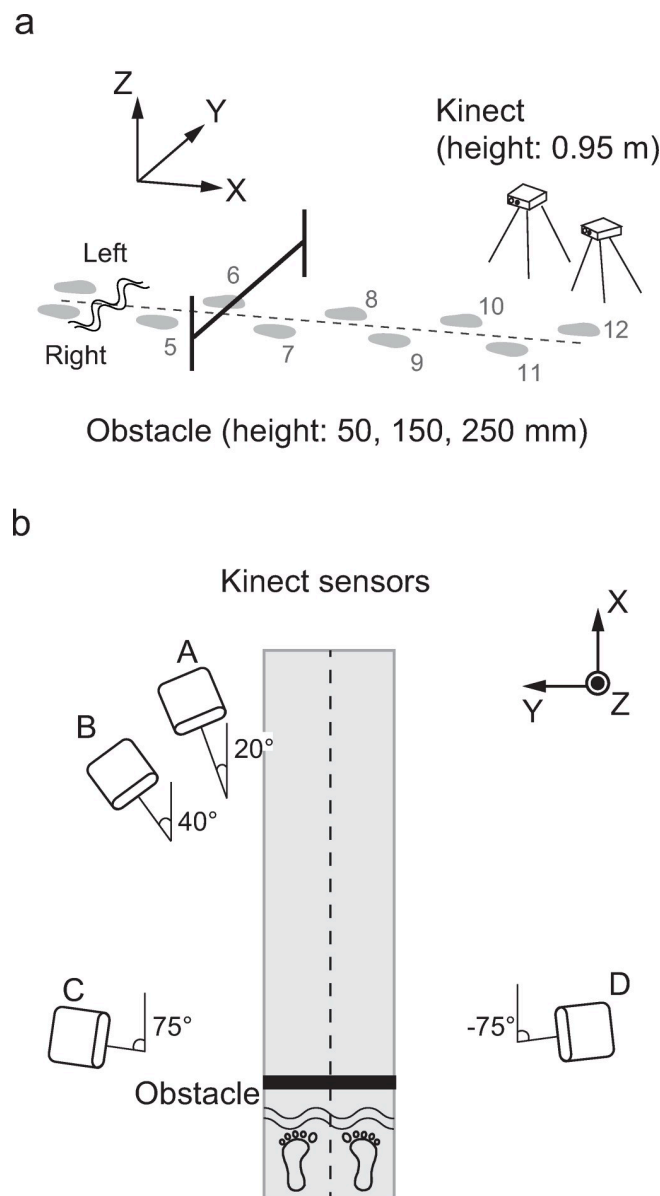 a
Z
Y
X
Kinect
(height: 0.95 m)
Left
Right
5
6
7
8
9
10
11
12
Obstacle (height: 50, 150, 250 mm)
b
Kinect sensors
A
B
20°
40°
X
Y
Z
C
75°
D
-75°
Obstacle